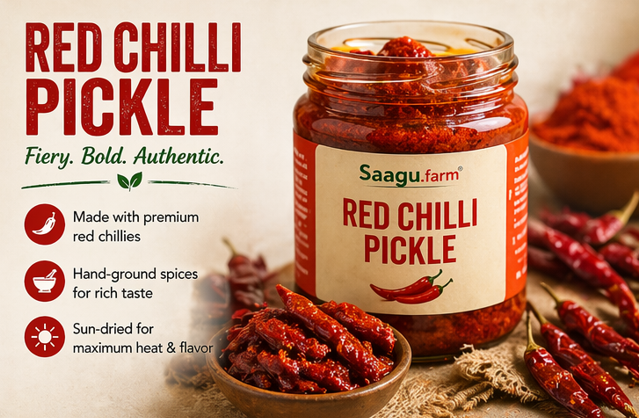 RED CHILLI
PICKLE
Fiery. Bold. Authentic.
Made with premium
red chillies
Hand-ground spices
for rich taste
Sun-dried for
maximum heat & flavor
Saagu.farm®
RED CHILLI
PICKLE